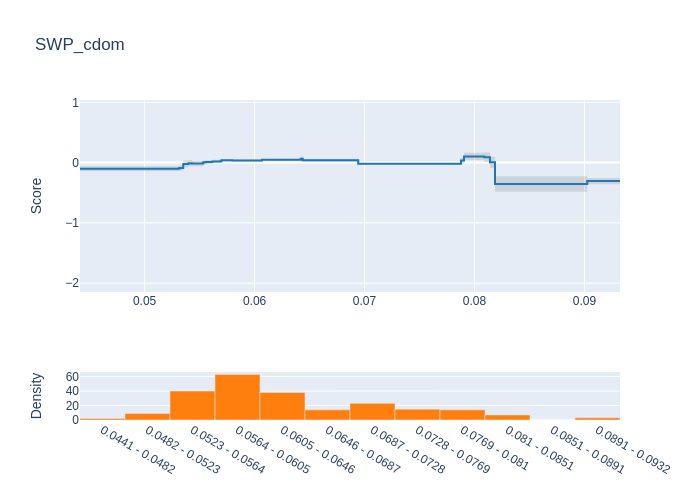 SWP_cdom
Score
1
0
−1
−2
0.05
0.06
0.07
0.08
0.09
Density
60
40
20
0
0.0441 - 0.0482
0.0482 - 0.0523
0.0523 - 0.0564
0.0564 - 0.0605
0.0605 - 0.0646
0.0646 - 0.0687
0.0687 - 0.0728
0.0728 - 0.0769
0.0769 - 0.081
0.081 - 0.0851
0.0851 - 0.0891
0.0891 - 0.0932